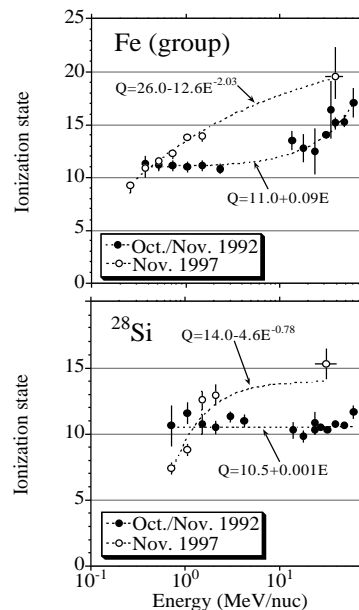 Fe (group)
25
20
15
10
5
0
Ionization state
Q=26.0-12.6E^-2.03
Q=11.0+0.09E
Oct./Nov. 1992
Nov. 1997
²⁸Si
15
10
5
0
Ionization state
Q=14.0-4.6E^-0.78
Q=10.5+0.001E
Oct./Nov. 1992
Nov. 1997
10^-1 10^0 10^1
Energy (MeV/nuc)